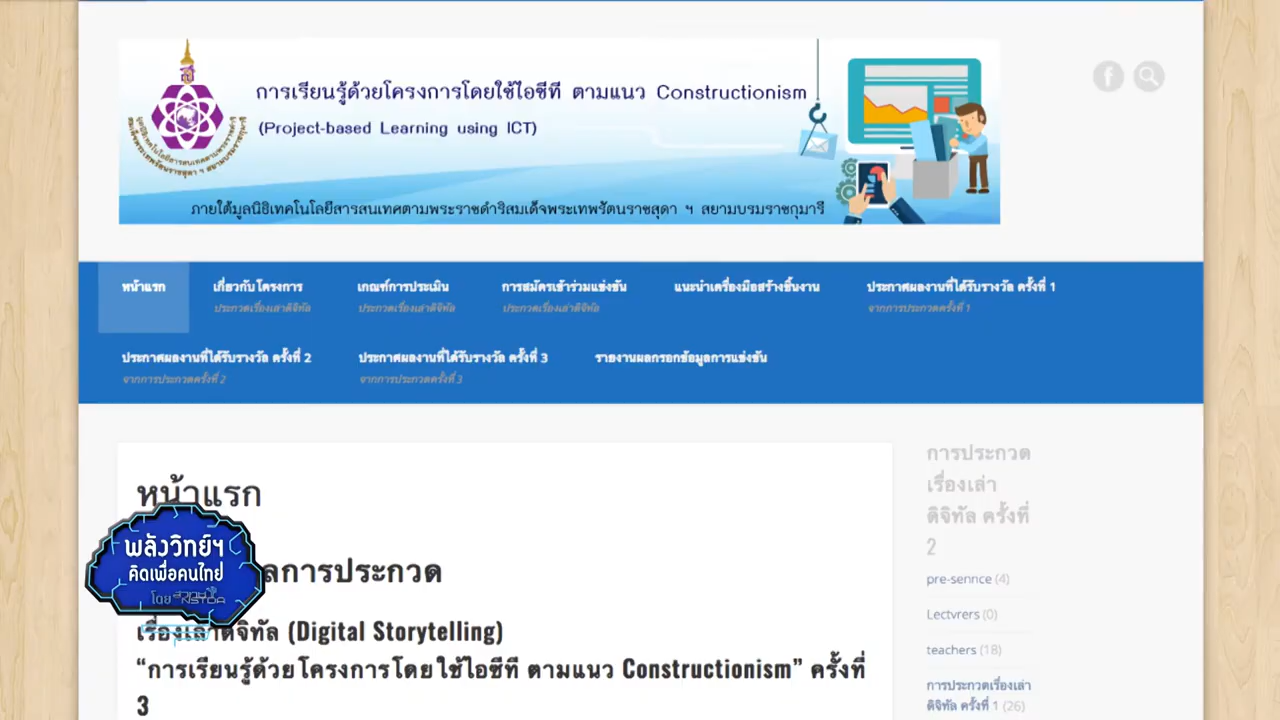 การเรียนรู้ด้วยโครงการโดยใช้ไอซีที ตามแนว Constructionism
(Project-based Learning using ICT)
ภายใต้มูลนิธิเทคโนโลยีสารสนเทศตามพระราชดำริสมเด็จพระเทพรัตนราชสุดา ฯ สยามบรมราชกุมารี
หน้าแรก
เกี่ยวกับโครงการ
ประกวดเรื่องเล่าดิจิทัล
เกณฑ์การประเมิน
ประกวดเรื่องเล่าดิจิทัล
การสมัครเข้าร่วมแข่งขัน
ประกวดเรื่องเล่าดิจิทัล
แนะนำเครื่องมือสร้างชิ้นงาน
ประกาศผลงานที่ได้รับรางวัล ครั้งที่ 1
จากการประกวดครั้งที่ 1
ประกาศผลงานที่ได้รับรางวัล ครั้งที่ 2
จากการประกวดครั้งที่ 2
ประกาศผลงานที่ได้รับรางวัล ครั้งที่ 3
จากการประกวดครั้งที่ 3
รายงานผลกรอกข้อมูลการแข่งขัน
หน้าแรก
ลการประกวด
เรื่องเล่าดิจิทัล (Digital Storytelling)
“การเรียนรู้ด้วยโครงการโดยใช้ไอซีที ตามแนว Constructionism” ครั้งที่
3
การประกวด
เรื่องเล่า
ดิจิทัล ครั้งที่
2
pre-sennce (4)
Lectvrers (0)
teachers (18)
การประกวดเรื่องเล่า
ดิจิทัล ครั้งที่ 1 (26)
พลังวิทย์ฯ
คิดเพื่อคนไทย
โดย สวทช NSTDA